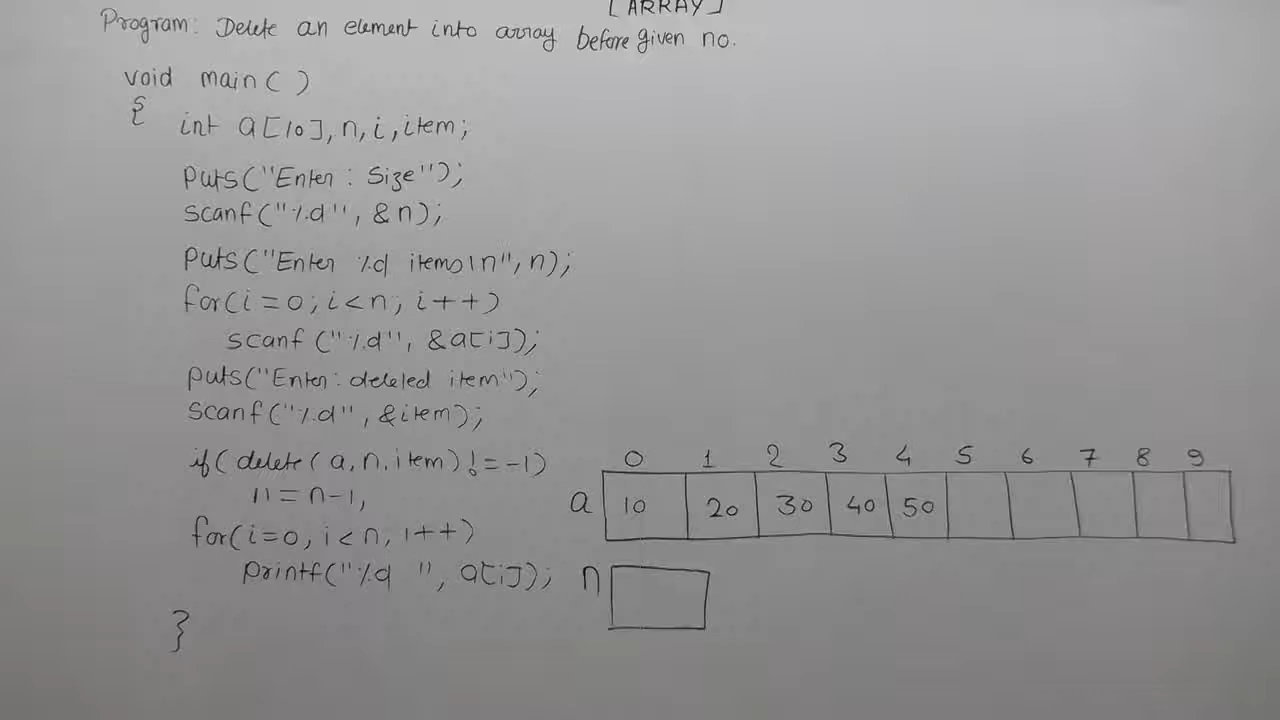 [ARRAY]
Program: Delete an element into array before given no.
void main( )
{
int a[10], n, i, item;
puts("Enter: Size");
scanf("%d", &n);
puts("Enter %d items\n", n);
for(i=0; i<n; i++)
scanf("%d", &a[i]);
puts("Enter: deleled item");
scanf("%d", &item);
if( delete( a, n, item) != -1)
n = n-1,
for(i=0, i<n, i++)
printf("%d ", a[i]);
}
0 1 2 3 4 5 6 7 8 9
a 10 20 30 40 50
n